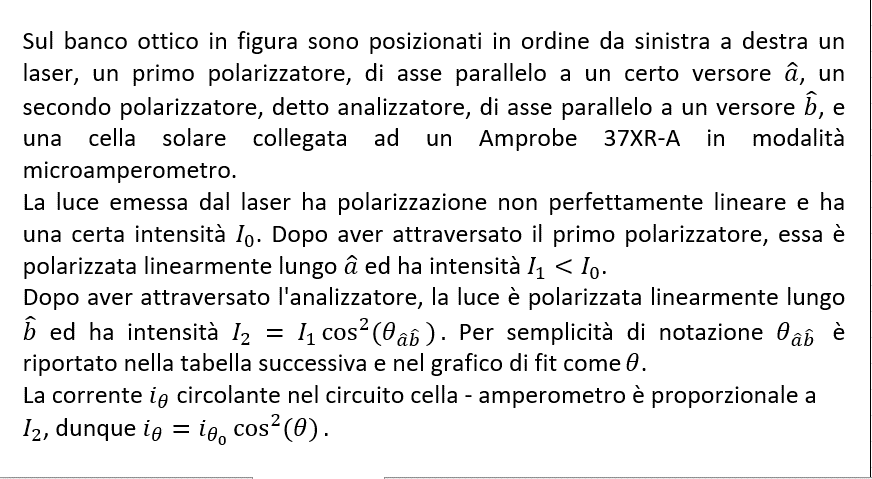 Sul banco ottico in figura sono posizionati in ordine da sinistra a destra un
laser, un primo polarizzatore, di asse parallelo a un certo versore â, un
secondo polarizzatore, detto analizzatore, di asse parallelo a un versore b̂, e
una cella solare collegata ad un Amprobe 37XR-A in modalità
microamperometro.
La luce emessa dal laser ha polarizzazione non perfettamente lineare e ha
una certa intensità I₀. Dopo aver attraversato il primo polarizzatore, essa è
polarizzata linearmente lungo â ed ha intensità I₁ < I₀.
Dopo aver attraversato l'analizzatore, la luce è polarizzata linearmente lungo
b̂ ed ha intensità I₂ = I₁ cos²(θ_âb̂). Per semplicità di notazione θ_âb̂ è
riportato nella tabella successiva e nel grafico di fit come θ.
La corrente i_θ circolante nel circuito cella - amperometro è proporzionale a
I₂, dunque i_θ = i_θ₀ cos²(θ).